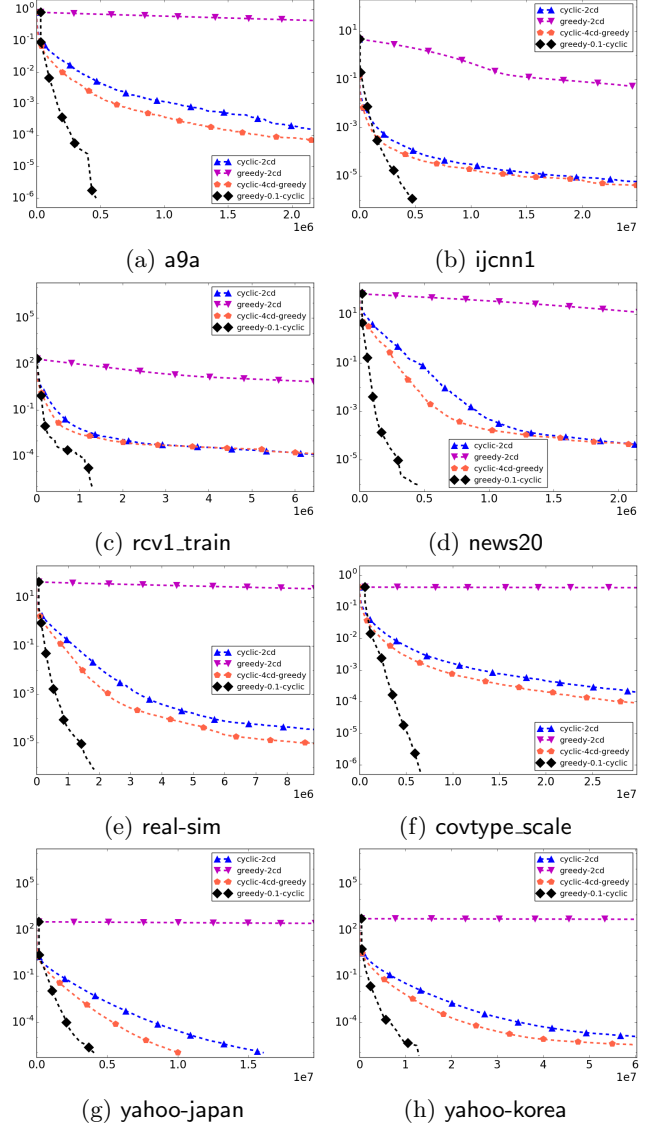 10^0
10^-1
10^-2
10^-3
10^-4
10^-5
10^-6
cyclic-2cd
greedy-2cd
cyclic-4cd-greedy
greedy-0.1-cyclic
0.0 0.5 1.0 1.5 2.0
1e6
(a) a9a
10^1
10^-1
10^-3
10^-5
cyclic-2cd
greedy-2cd
cyclic-4cd-greedy
greedy-0.1-cyclic
0.0 0.5 1.0 1.5 2.0
1e7
(b) ijcnn1
10^5
10^2
10^-1
10^-4
cyclic-2cd
greedy-2cd
cyclic-4cd-greedy
greedy-0.1-cyclic
0 1 2 3 4 5 6
1e6
(c) rcv1_train
10^1
10^-1
10^-3
10^-5
cyclic-2cd
greedy-2cd
cyclic-4cd-greedy
greedy-0.1-cyclic
0.0 0.5 1.0 1.5 2.0
1e6
(d) news20
10^1
10^-1
10^-3
10^-5
cyclic-2cd
greedy-2cd
cyclic-4cd-greedy
greedy-0.1-cyclic
0 1 2 3 4 5 6 7 8
1e6
(e) real-sim
10^0
10^-1
10^-2
10^-3
10^-4
10^-5
10^-6
cyclic-2cd
greedy-2cd
cyclic-4cd-greedy
greedy-0.1-cyclic
0.0 0.5 1.0 1.5 2.0 2.5
1e7
(f) covtype_scale
10^5
10^2
10^-1
10^-4
cyclic-2cd
greedy-2cd
cyclic-4cd-greedy
greedy-0.1-cyclic
0.0 0.5 1.0 1.5
1e7
(g) yahoo-japan
10^5
10^2
10^-1
10^-4
cyclic-2cd
greedy-2cd
cyclic-4cd-greedy
greedy-0.1-cyclic
0 1 2 3 4 5 6
1e7
(h) yahoo-korea